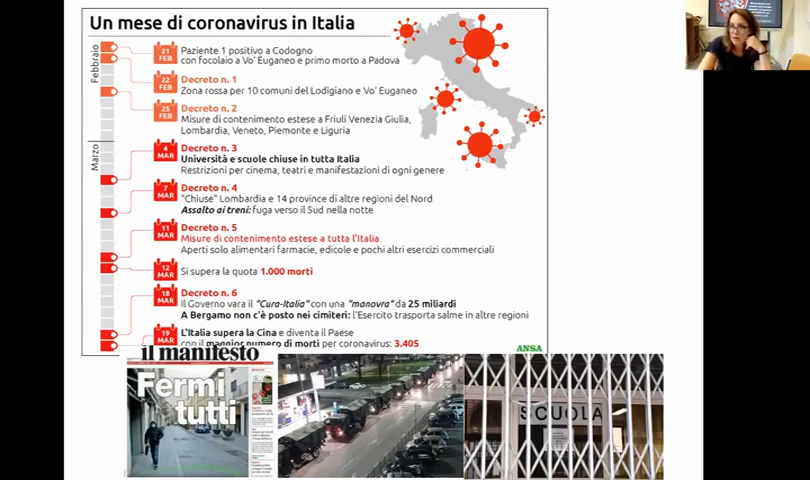 Un mese di coronavirus in Italia
Febbraio
21
FEB
Paziente 1 positivo a Codogno
con focolaio a Vo' Euganeo e primo morto a Padova
22
FEB
Decreto n. 1
Zona rossa per 10 comuni del Lodigiano e Vo' Euganeo
25
FEB
Decreto n. 2
Misure di contenimento estese a Friuli Venezia Giulia,
Lombardia, Veneto, Piemonte e Liguria
Marzo
4
MAR
Decreto n. 3
Università e scuole chiuse in tutta Italia
Restrizioni per cinema, teatri e manifestazioni di ogni genere
7
MAR
Decreto n. 4
"Chiuse" Lombardia e 14 province di altre regioni del Nord
Assalto ai treni: fuga verso il Sud nella notte
11
MAR
Decreto n. 5
Misure di contenimento estese a tutta l'Italia
Aperti solo alimentari farmacie, edicole e pochi altri esercizi commerciali
12
MAR
Si supera la quota 1.000 morti
18
MAR
Decreto n. 6
Il Governo vara il "Cura-Italia" con una "manovra" da 25 miliardi
A Bergamo non c'è posto nei cimiteri: l'Esercito trasporta salme in altre regioni
19
MAR
L'Italia supera la Cina e diventa il Paese
con il maggior numero di morti per coronavirus: 3.405
ANSA
il manifesto
Fermi
tutti
SCUOLA